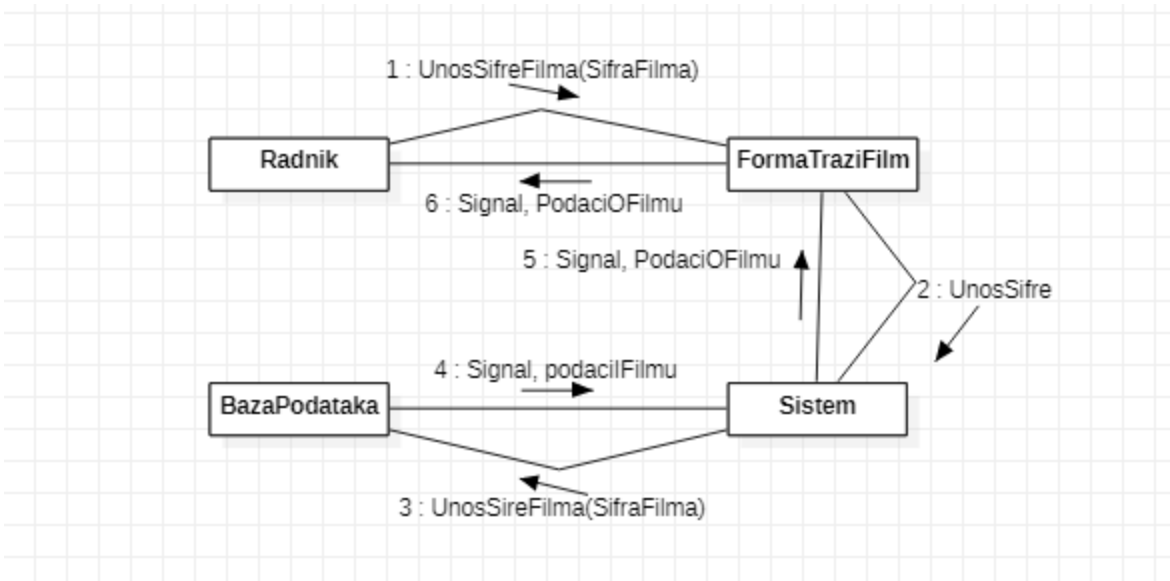 1 : UnosSifreFilma(SifraFilma)
Radnik
FormaTraziFilm
6 : Signal, PodaciOFilmu
5 : Signal, PodaciOFilmu
2 : UnosSifre
4 : Signal, podacilFilmu
BazaPodataka
Sistem
3 : UnosSireFilma(SifraFilma)